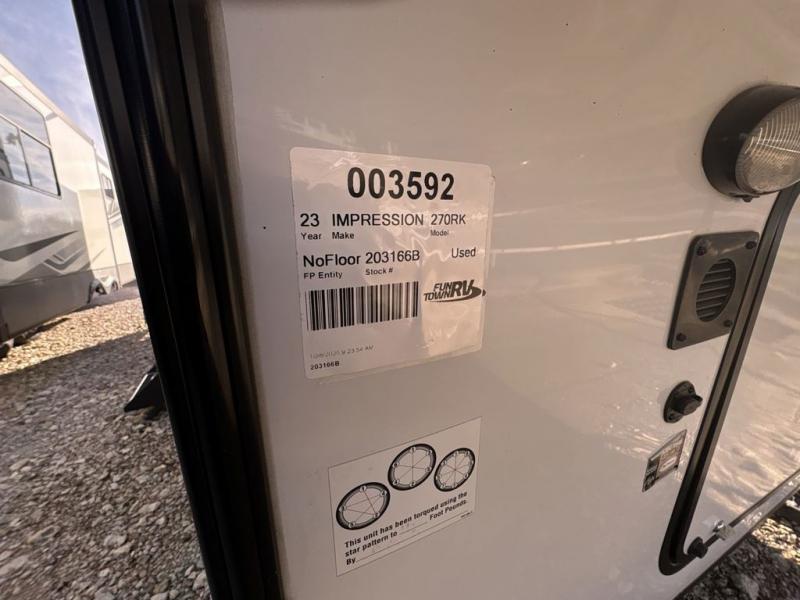 003592
23 IMPRESSION 270RK
Year Make Model
NoFloor 203166B Used
FP Entity Stock #
FUN TOWN RV
203166B
This unit has been torqued using the
star pattern to Foot Pounds.
By